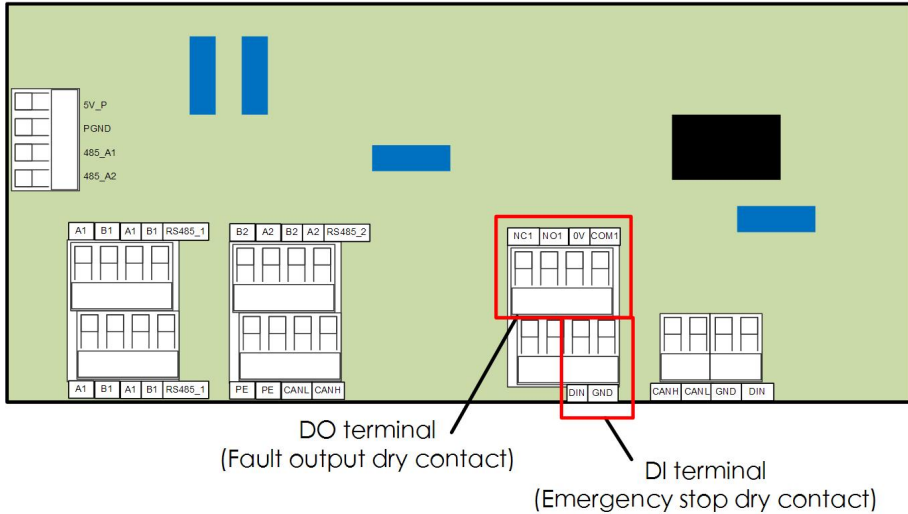 5V_P
PGND
485_A1
485_A2
A1 B1 A1 B1 RS485_1
B2 A2 B2 A2 RS485_2
NC1 NO1 0V COM1
A1 B1 A1 B1 RS485_1
PE PE CANL CANH
DIN GND
CANH CANL GND DIN
DO terminal
(Fault output dry contact)
DI terminal
(Emergency stop dry contact)